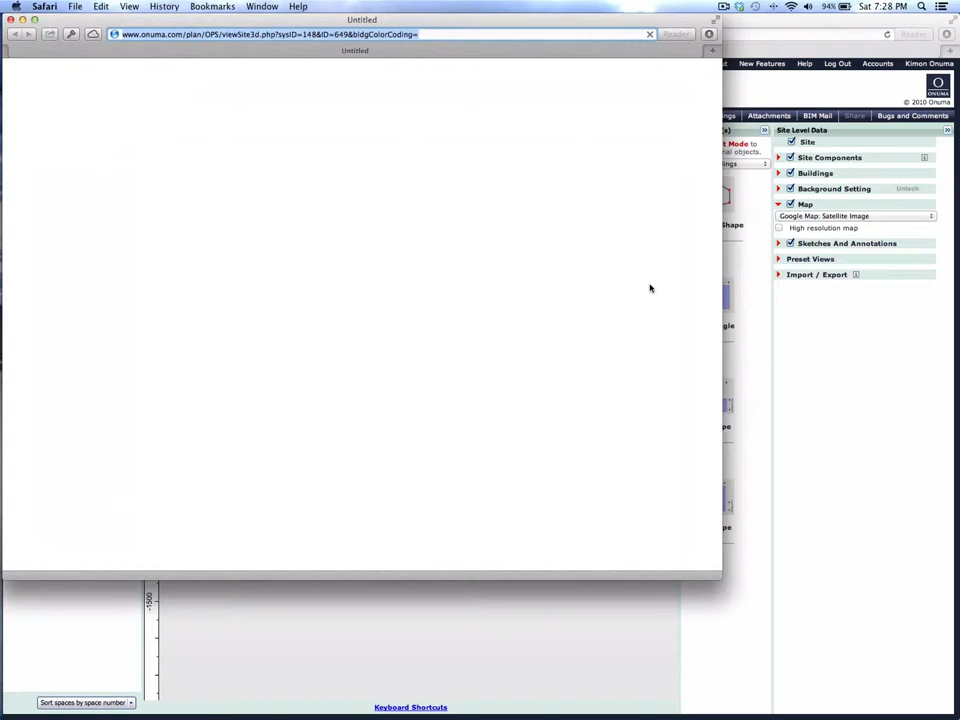 Safari File Edit View History Bookmarks Window Help 94% Sat 7:28 PM
Untitled
www.onuma.com/plan/OPS/viewSite3d.php?sysID=148&ID=649&bldgColorCoding= Reader Reader
Untitled
New Features Help Log Out Accounts Kimon Onuma
© 2010 Onuma
Attachments BIM Mail Share Bugs and Comments
Site Level Data
Site
Mode to
Site Components
Buildings
Background Setting Unlock
Map
Google Map: Satellite Image
Shape
High resolution map
Sketches And Annotations
Preset Views
Import / Export
-1500
Sort spaces by space number
Keyboard Shortcuts